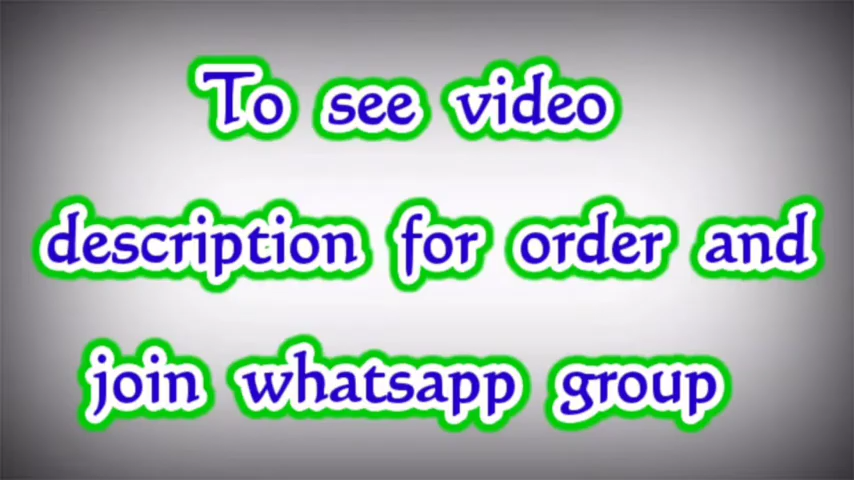 To see video
description for order and
join whatsapp group